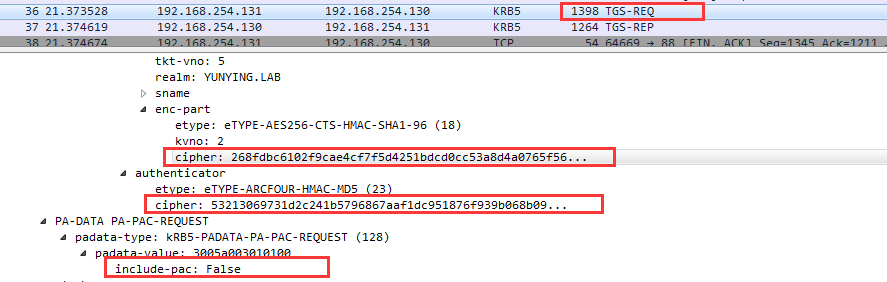 36 21.373528 192.168.254.130 192.168.254.131 KRB5 1398 TGS-REQ
37 21.374619 192.168.254.131 192.168.254.130 KRB5 1264 TGS-REP
38 21.374673 192.168.254.130 192.168.254.131 TCP 54 64669 → 88 [FIN, ACK] Seq=1345 Ack=1211
tkt-vno: 5
realm: YUNYING.LAB
sname
enc-part
etype: eTYPE-AES256-CTS-HMAC-SHA1-96 (18)
kvno: 2
cipher: 268fdbc6102f9cae4cf7f5d4251bdcd0cc53a8d4a0765f56...
authenticator
etype: eTYPE-ARCFOUR-HMAC-MD5 (23)
cipher: 53213069731d2c241b5796867aaf1dc951876f939b068b09...
PA-DATA PA-PAC-REQUEST
padata-type: kRB5-PADATA-PA-PAC-REQUEST (128)
padata-value: 3005a003010100
include-pac: False